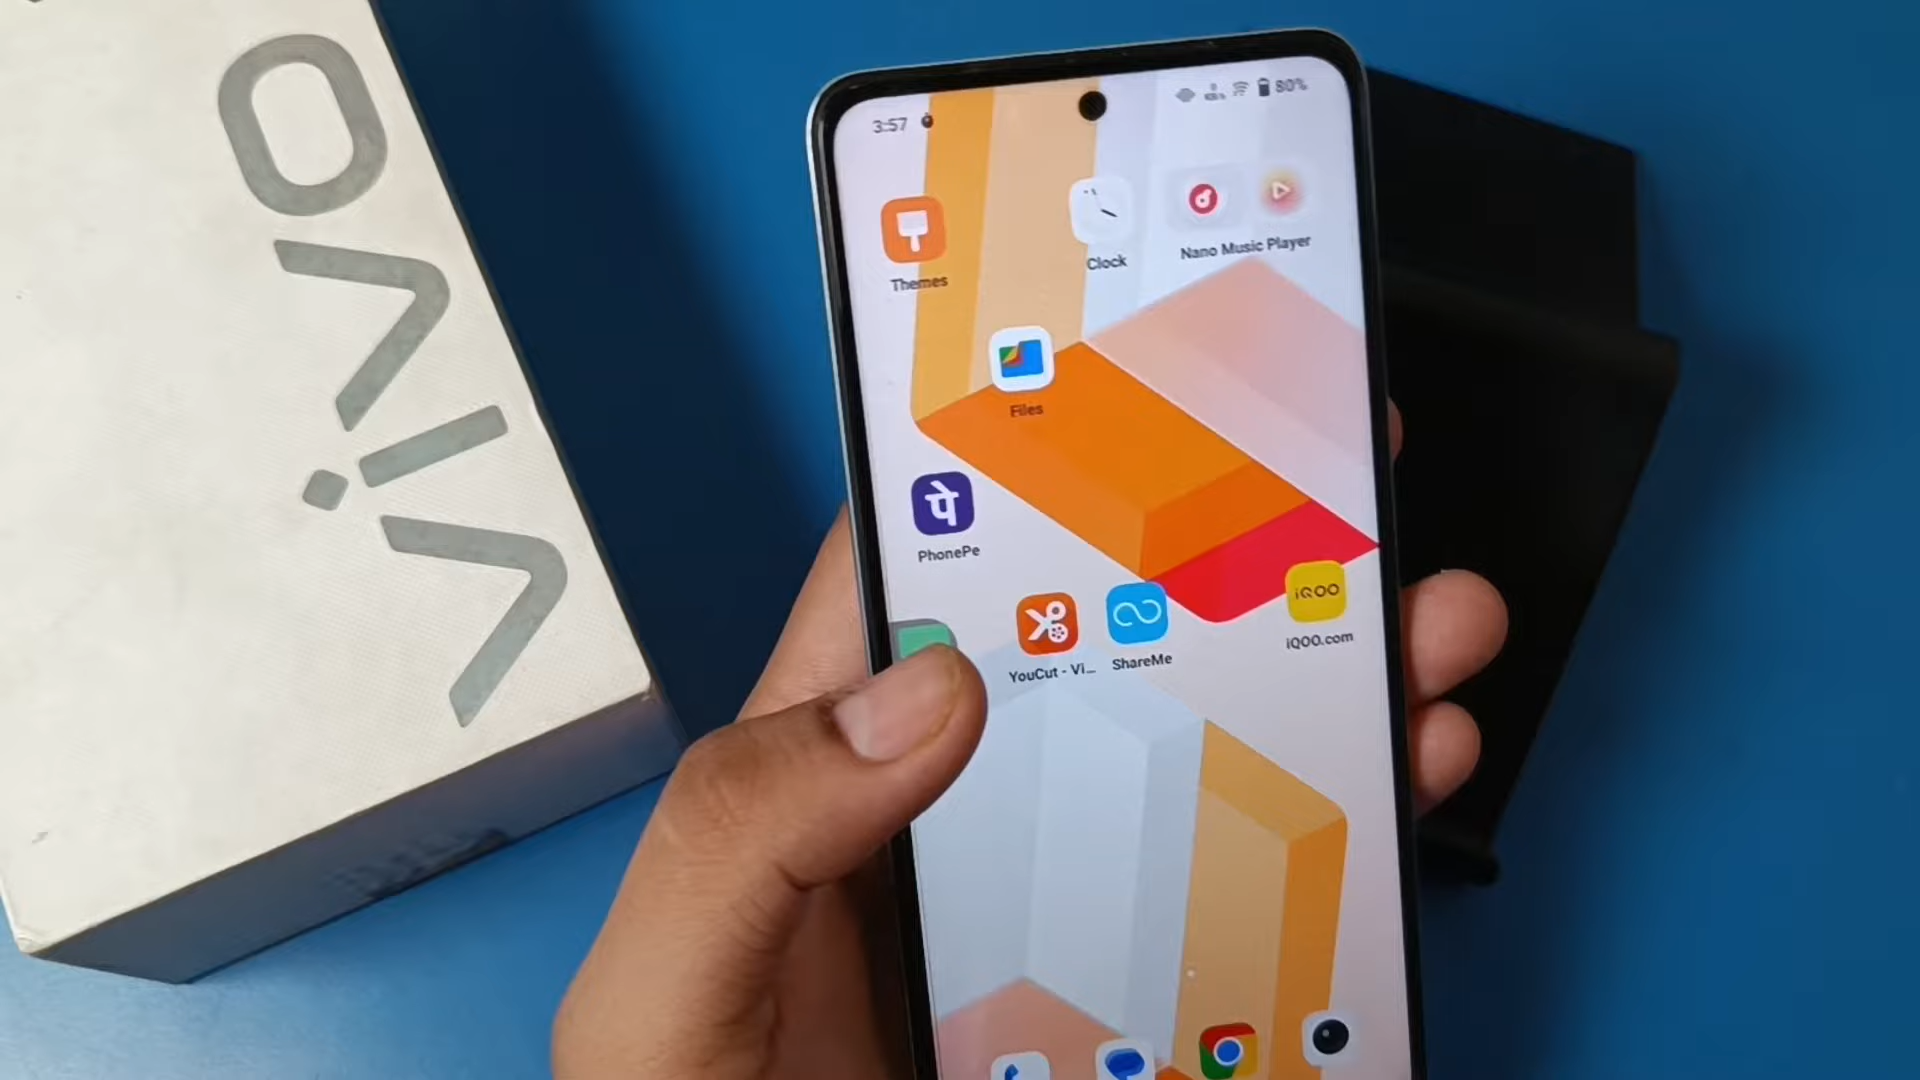 vivo
3:57
80%
Themes
Clock
Nano Music Player
Files
पे
PhonePe
iQOO
YouCut - Vi...
ShareMe
iQOO.com